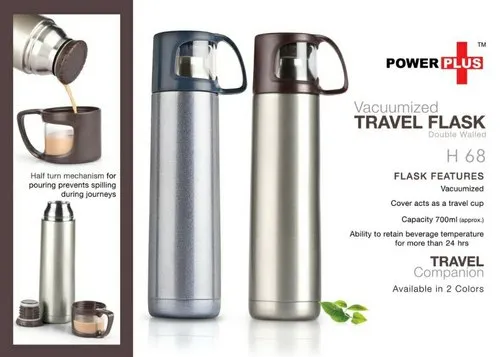 Half turn mechanism for
pouring prevents spilling
during journeys
POWER PLUS ™
Vacuumized
TRAVEL FLASK
Double Walled
H 68
FLASK FEATURES
Vacuumized
Cover acts as a travel cup
Capacity 700ml (approx.)
Ability to retain beverage temperature
for more than 24 hrs
TRAVEL
Companion
Available in 2 Colors